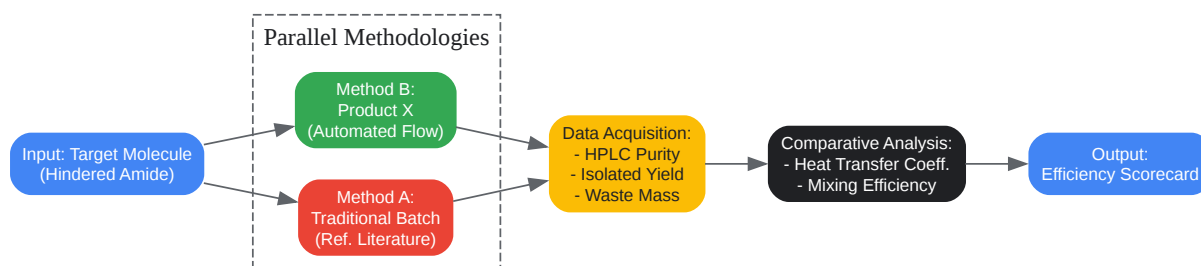 Parallel Methodologies
Input: Target Molecule
(Hindered Amide)
Method B:
Product X
(Automated Flow)
Method A:
Traditional Batch
(Ref. Literature)
Data Acquisition:
- HPLC Purity
- Isolated Yield
- Waste Mass
Comparative Analysis:
- Heat Transfer Coeff.
- Mixing Efficiency
Output:
Efficiency Scorecard